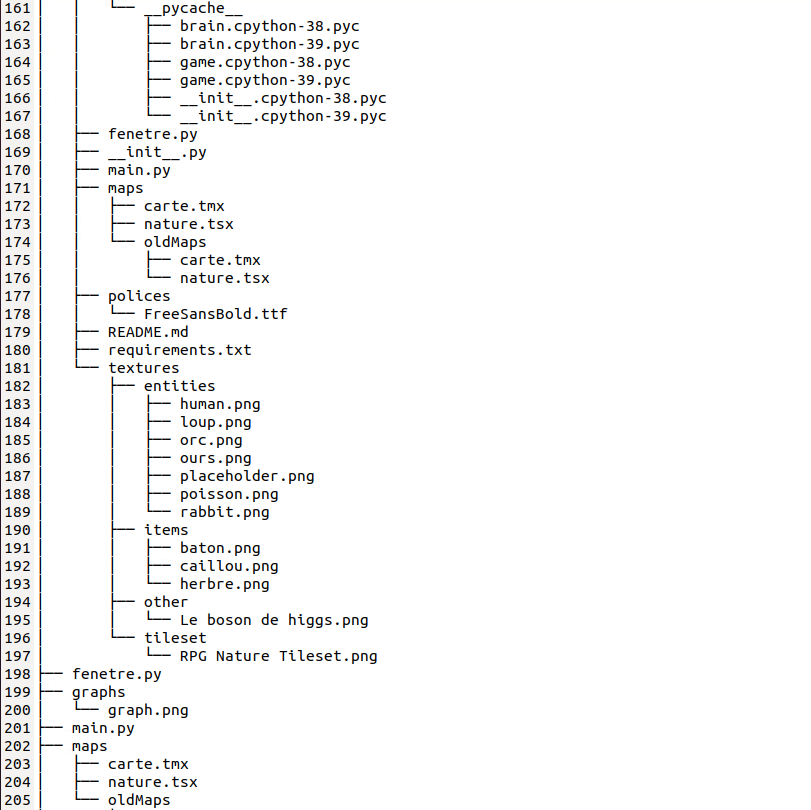 161 │   │   └── __pycache__
162 │   │       ├── brain.cpython-38.pyc
163 │   │       ├── brain.cpython-39.pyc
164 │   │       ├── game.cpython-38.pyc
165 │   │       ├── game.cpython-39.pyc
166 │   │       ├── __init__.cpython-38.pyc
167 │   │       └── __init__.cpython-39.pyc
168 │   ├── fenetre.py
169 │   ├── __init__.py
170 │   ├── main.py
171 │   ├── maps
172 │   │   ├── carte.tmx
173 │   │   ├── nature.tsx
174 │   │   └── oldMaps
175 │   │       ├── carte.tmx
176 │   │       └── nature.tsx
177 │   ├── polices
178 │   │   └── FreeSansBold.ttf
179 │   ├── README.md
180 │   ├── requirements.txt
181 │   └── textures
182 │       ├── entities
183 │       │   ├── human.png
184 │       │   ├── loup.png
185 │       │   ├── orc.png
186 │       │   ├── ours.png
187 │       │   ├── placeholder.png
188 │       │   ├── poisson.png
189 │       │   └── rabbit.png
190 │       ├── items
191 │       │   ├── baton.png
192 │       │   ├── caillou.png
193 │       │   └── herbre.png
194 │       ├── other
195 │       │   └── Le boson de higgs.png
196 │       └── tileset
197 │           └── RPG Nature Tileset.png
198 ├── fenetre.py
199 ├── graphs
200 │   └── graph.png
201 ├── main.py
202 ├── maps
203 │   ├── carte.tmx
204 │   ├── nature.tsx
205 │   └── oldMaps